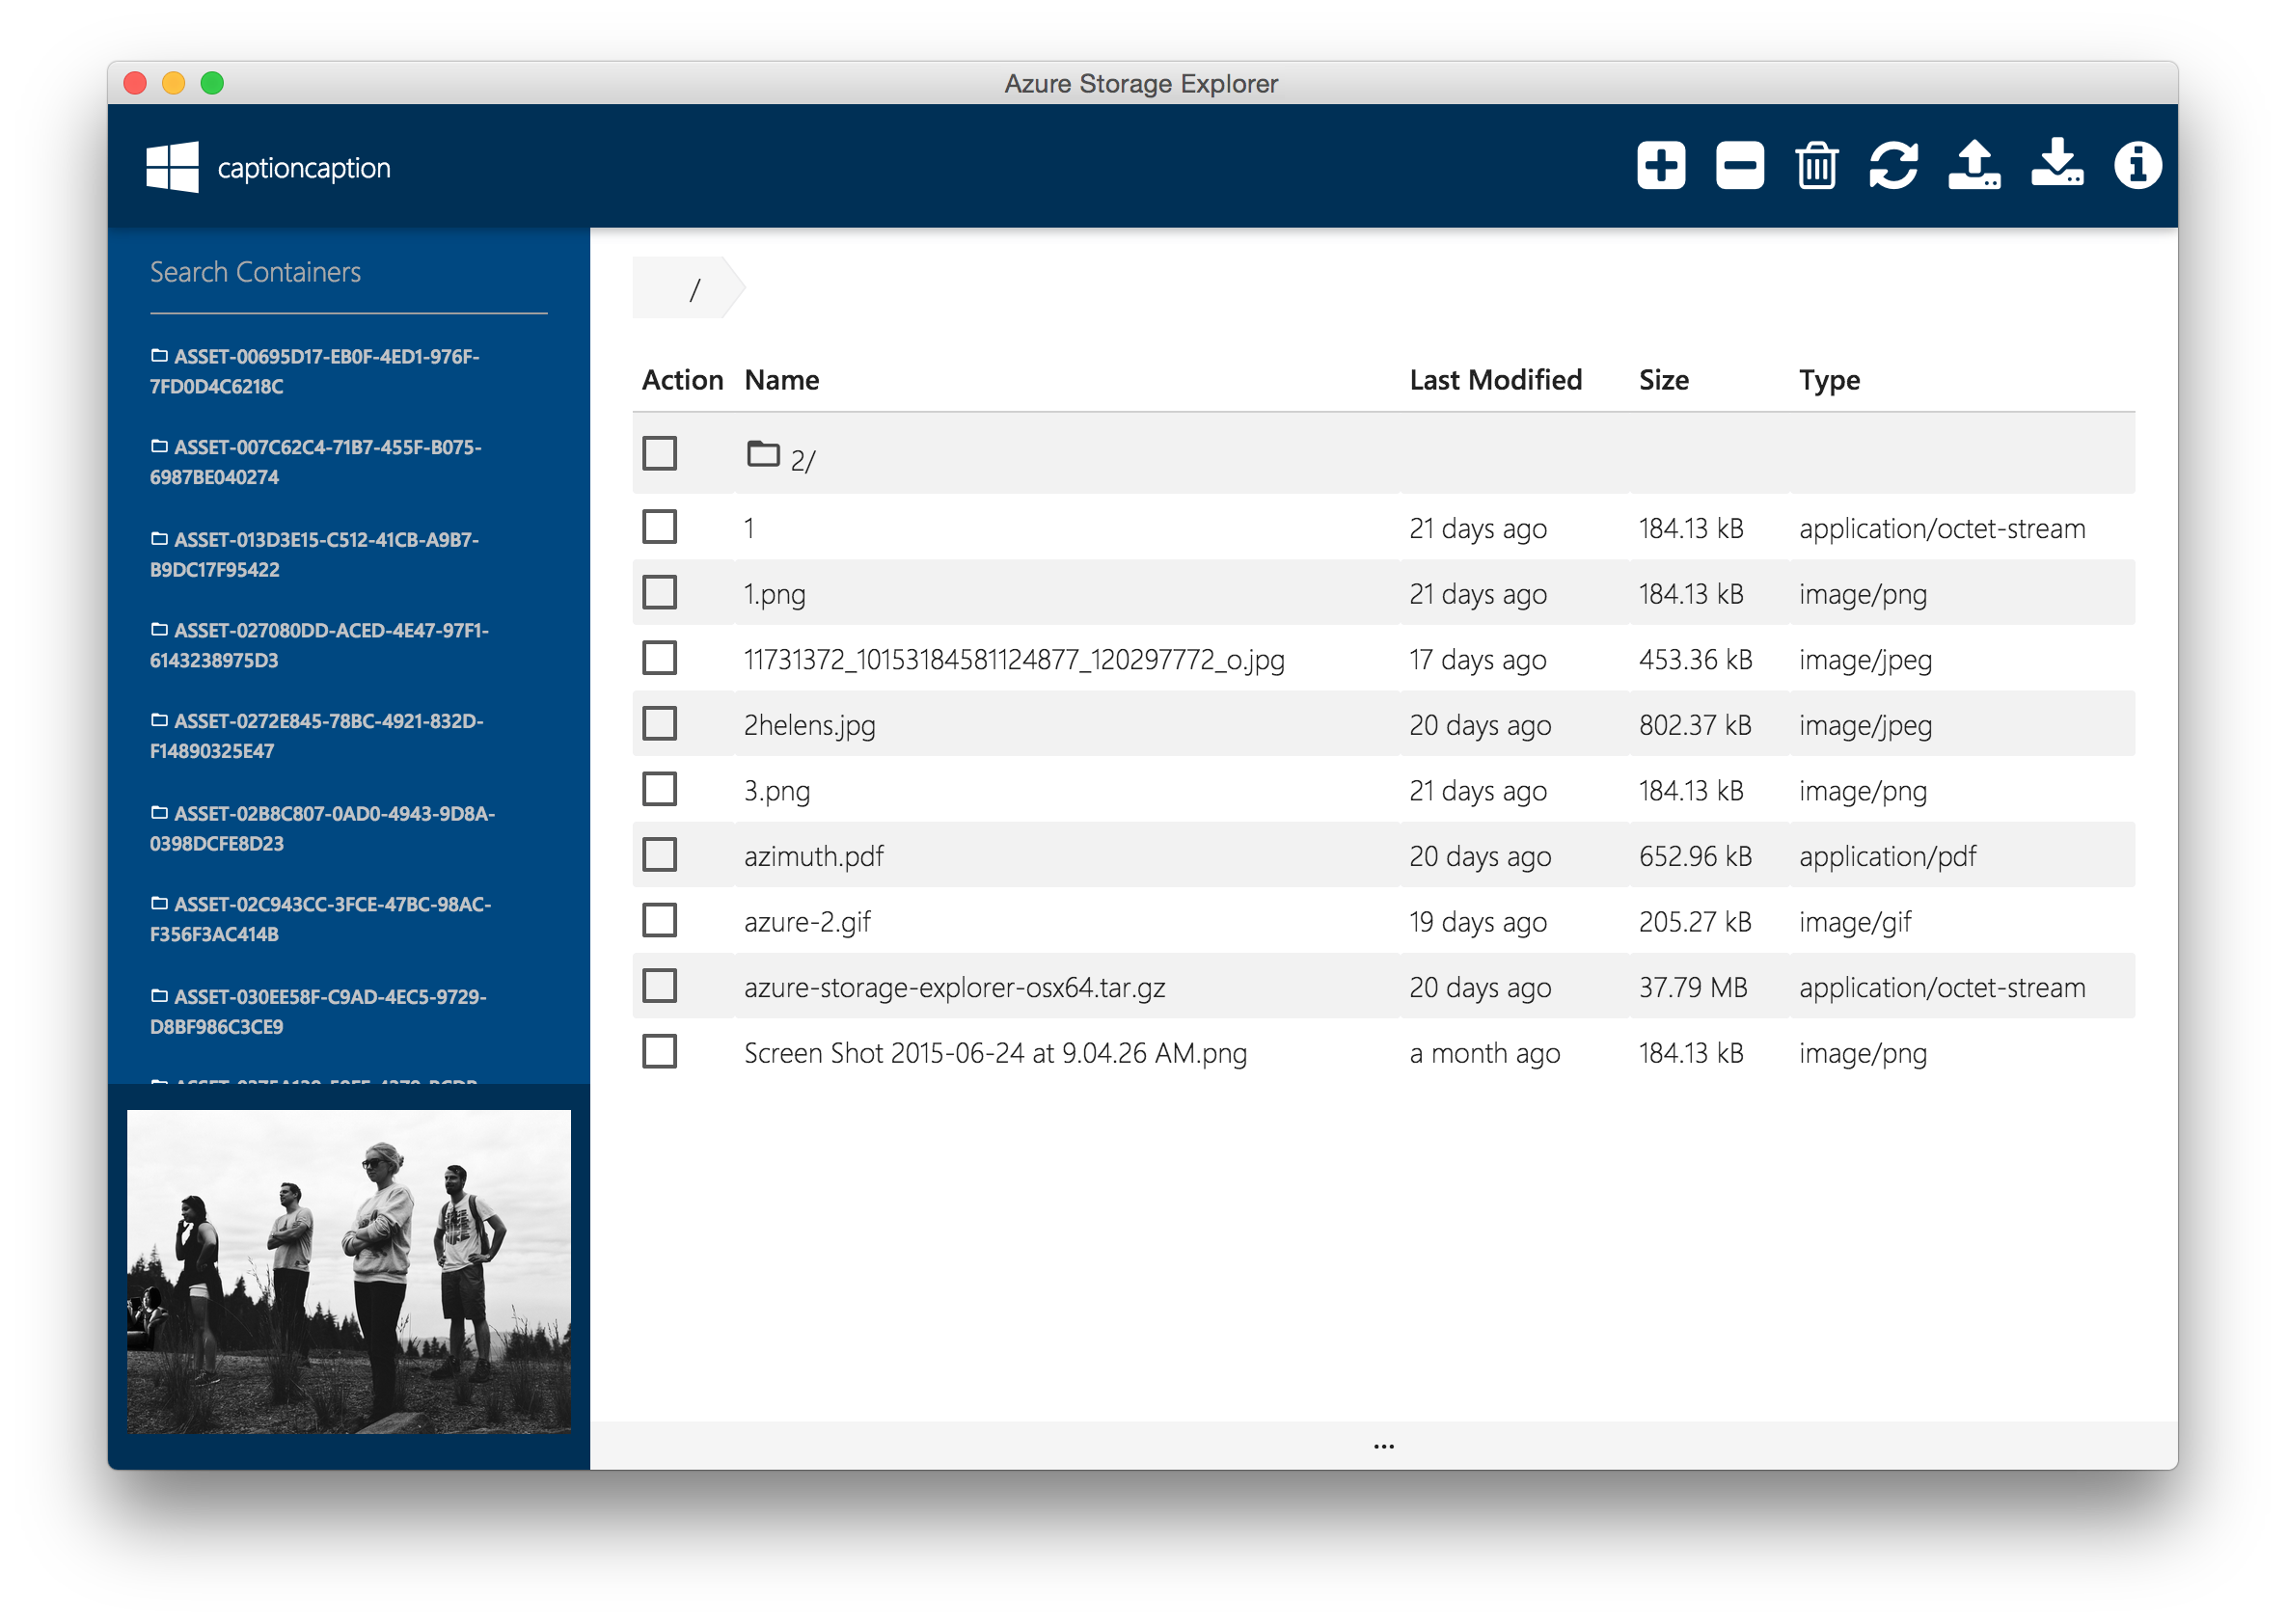 Azure Storage Explorer
captioncaption
Search Containers
ASSET-00695D17-EB0F-4ED1-976F-
7FD0D4C6218C
ASSET-007C62C4-71B7-455F-B075-
6987BE040274
ASSET-013D3E15-C512-41CB-A9B7-
B9DC17F95422
ASSET-027080DD-ACED-4E47-97F1-
6143238975D3
ASSET-0272E845-78BC-4921-832D-
F14890325E47
ASSET-02B8C807-0AD0-4943-9D8A-
0398DCFE8D23
ASSET-02C943CC-3FCE-47BC-98AC-
F356F3AC414B
ASSET-030EE58F-C9AD-4EC5-9729-
D8BF986C3CE9
/
Action Name Last Modified Size Type
2/
1 21 days ago 184.13 kB application/octet-stream
1.png 21 days ago 184.13 kB image/png
11731372_10153184581124877_120297772_o.jpg 17 days ago 453.36 kB image/jpeg
2helens.jpg 20 days ago 802.37 kB image/jpeg
3.png 21 days ago 184.13 kB image/png
azimuth.pdf 20 days ago 652.96 kB application/pdf
azure-2.gif 19 days ago 205.27 kB image/gif
azure-storage-explorer-osx64.tar.gz 20 days ago 37.79 MB application/octet-stream
Screen Shot 2015-06-24 at 9.04.26 AM.png a month ago 184.13 kB image/png
...